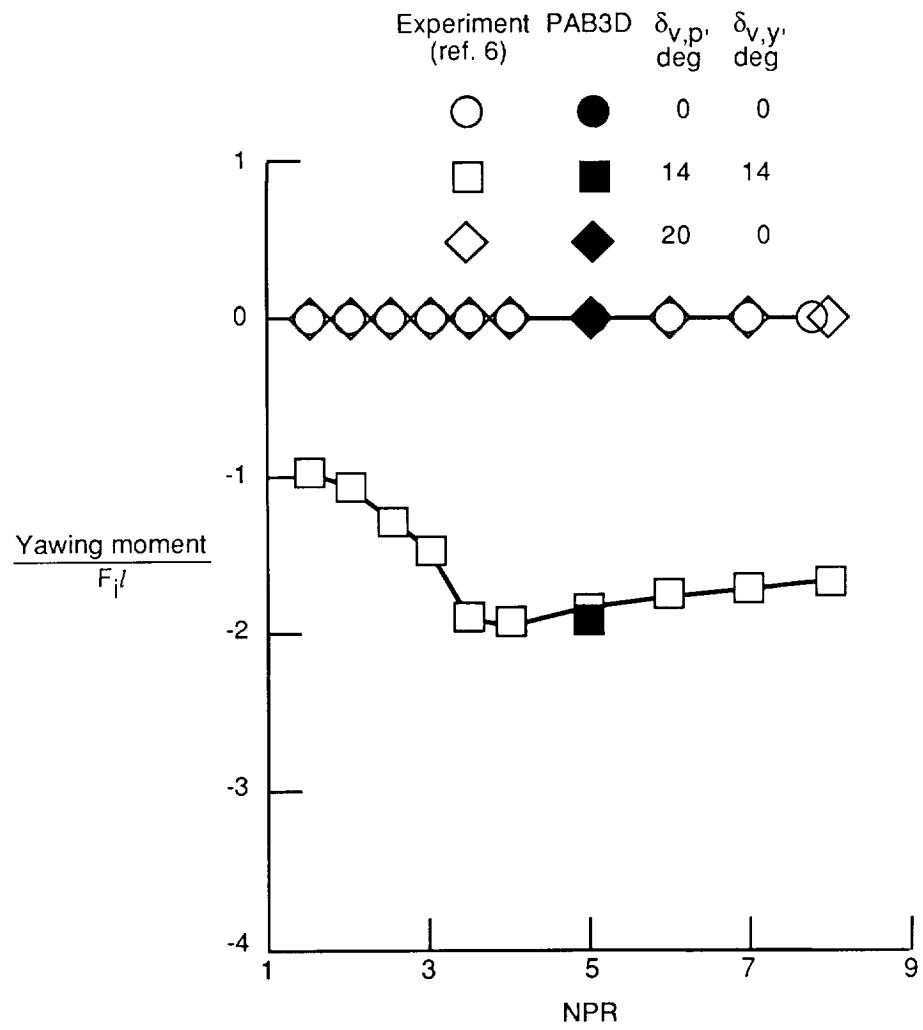 Experiment PAB3D δv,p, δv,y,
(ref. 6) deg deg
0 0
14 14
20 0
1
0
-1
Yawing moment
Fjl
-2
-3
-4
1 3 5 7 9
NPR